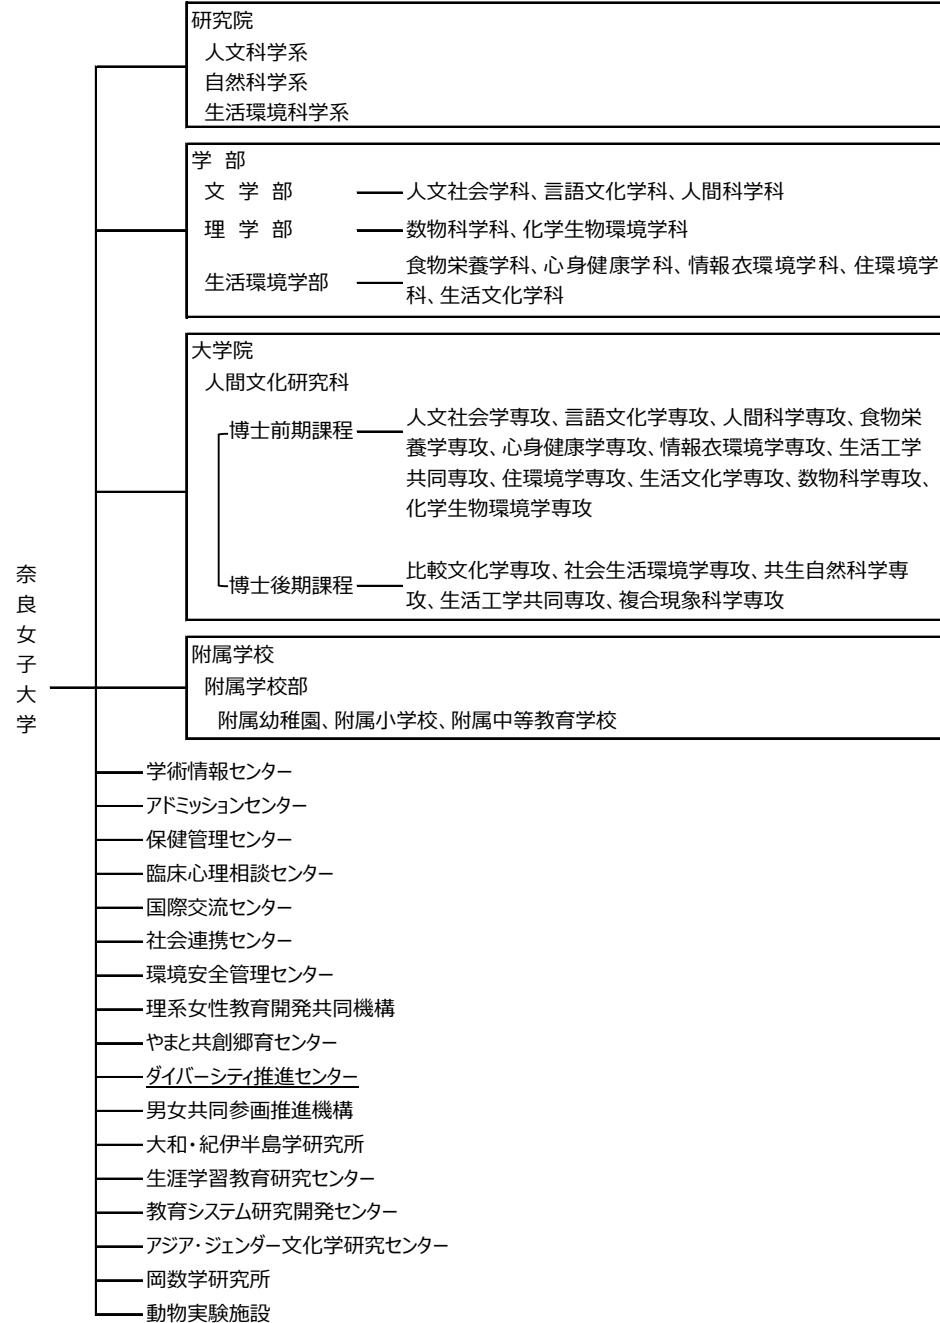 研究院
人文科学系
自然科学系
生活環境科学系
学 部
文 学 部 人文社会学科、言語文化学科、人間科学科
理 学 部 数物科学科、化学生物環境学科
生活環境学部 食物栄養学科、心身健康学科、情報衣環境学科、住環境学
科、生活文化学科
大学院
人間文化研究科
博士前期課程 人文社会学専攻、言語文化学専攻、人間科学専攻、食物栄
養学専攻、心身健康学専攻、情報衣環境学専攻、生活工学
共同専攻、住環境学専攻、生活文化学専攻、数物科学専攻、
化学生物環境学専攻
博士後期課程 比較文化学専攻、社会生活環境学専攻、共生自然科学専
攻、生活工学共同専攻、複合現象科学専攻
奈良女子大学
附属学校
附属学校部
附属幼稚園、附属小学校、附属中等教育学校
学術情報センター
アドミッションセンター
保健管理センター
臨床心理相談センター
国際交流センター
社会連携センター
環境安全管理センター
理系女性教育開発共同機構
やまと共創郷育センター
ダイバーシティ推進センター
男女共同参画推進機構
大和・紀伊半島学研究所
生涯学習教育研究センター
教育システム研究開発センター
アジア・ジェンダー文化学研究センター
岡数学研究所
動物実験施設